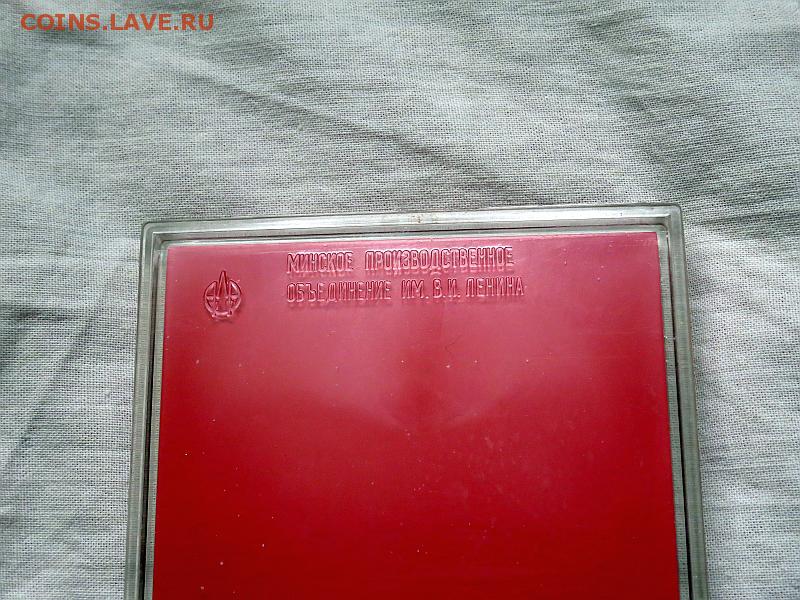 COINS.LAVE.RU
МИНСКОЕ ПРОИЗВОДСТВЕННОЕ
ОБЪЕДИНЕНИЕ ИМ. В.И. ЛЕНИНА